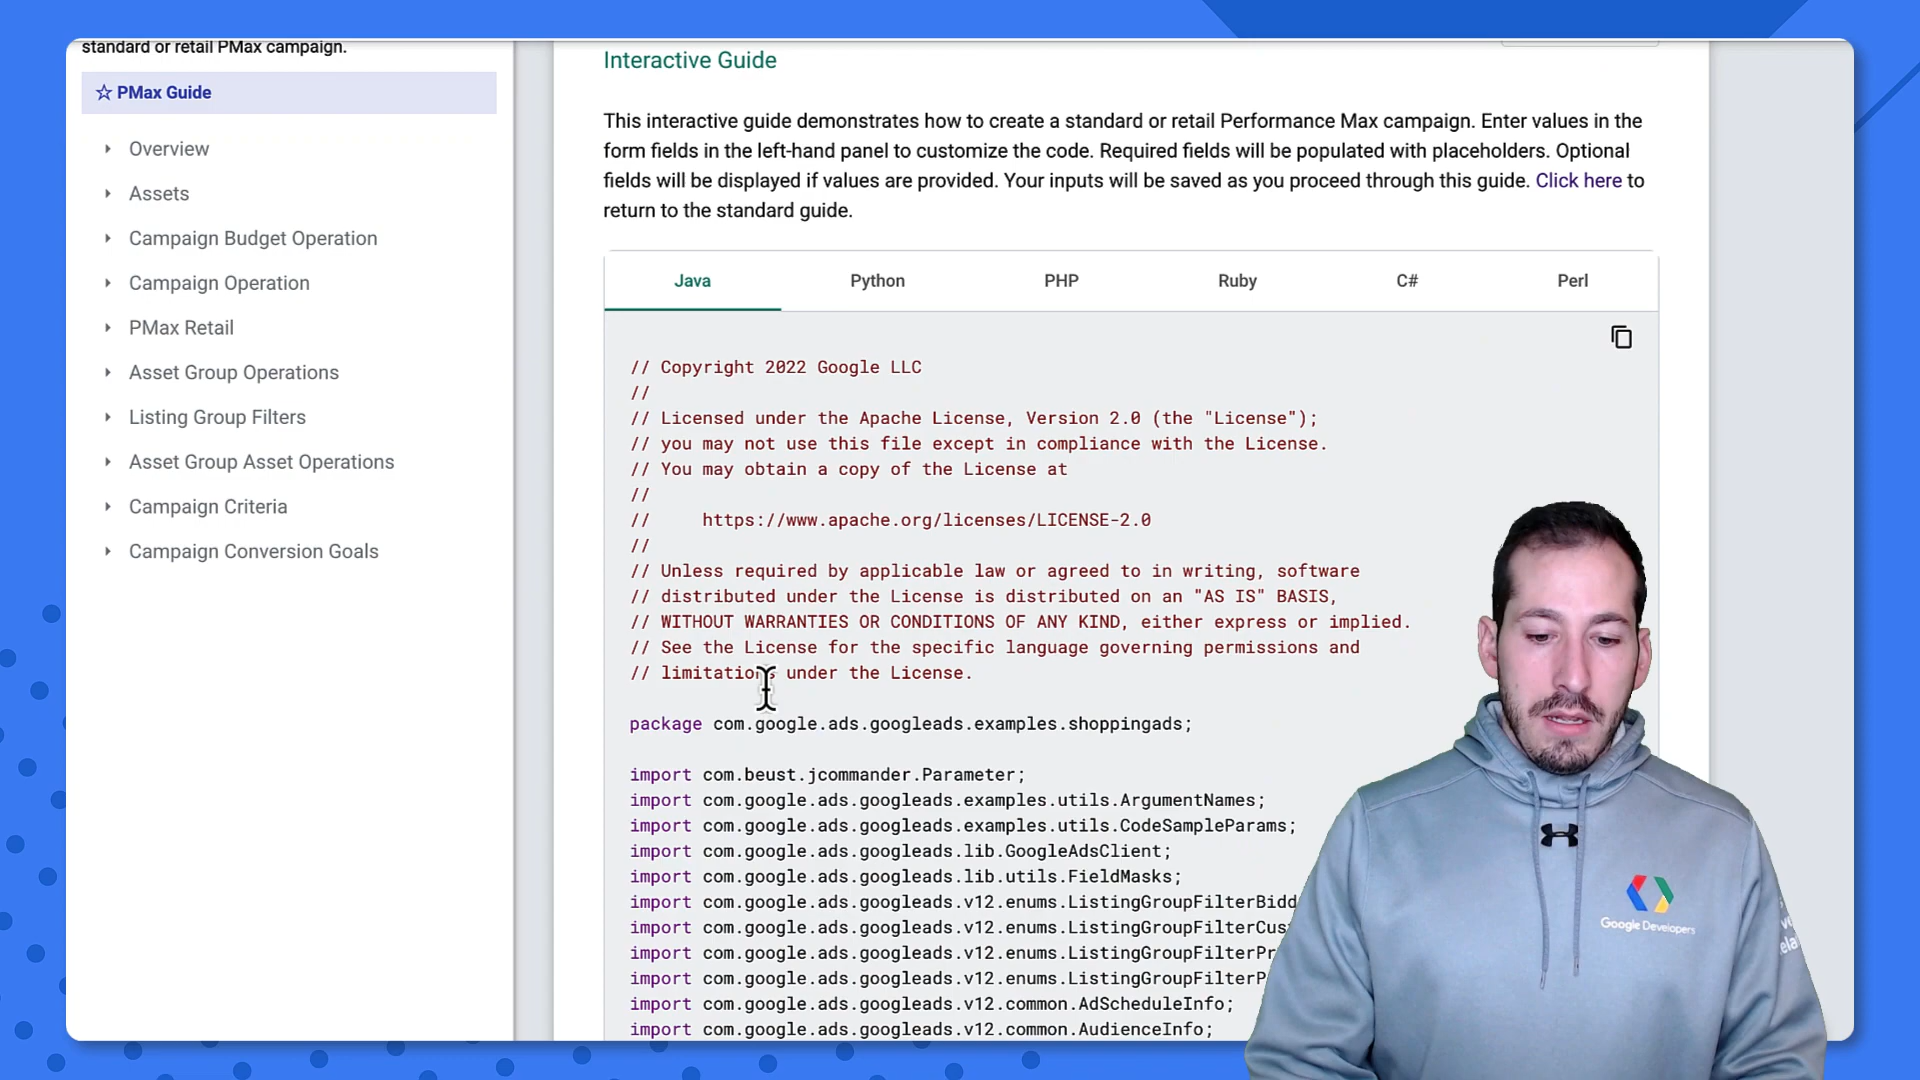 standard or retail PMax campaign.
☆ PMax Guide
Overview
Assets
Campaign Budget Operation
Campaign Operation
PMax Retail
Asset Group Operations
Listing Group Filters
Asset Group Asset Operations
Campaign Criteria
Campaign Conversion Goals
Interactive Guide
This interactive guide demonstrates how to create a standard or retail Performance Max campaign. Enter values in the
form fields in the left-hand panel to customize the code. Required fields will be populated with placeholders. Optional
fields will be displayed if values are provided. Your inputs will be saved as you proceed through this guide. Click here to
return to the standard guide.
Java Python PHP Ruby C# Perl
// Copyright 2022 Google LLC
//
// Licensed under the Apache License, Version 2.0 (the "License");
// you may not use this file except in compliance with the License.
// You may obtain a copy of the License at
//
// https://www.apache.org/licenses/LICENSE-2.0
//
// Unless required by applicable law or agreed to in writing, software
// distributed under the License is distributed on an "AS IS" BASIS,
// WITHOUT WARRANTIES OR CONDITIONS OF ANY KIND, either express or implied.
// See the License for the specific language governing permissions and
// limitations under the License.
package com.google.ads.googleads.examples.shoppingads;
import com.beust.jcommander.Parameter;
import com.google.ads.googleads.examples.utils.ArgumentNames;
import com.google.ads.googleads.examples.utils.CodeSampleParams;
import com.google.ads.googleads.lib.GoogleAdsClient;
import com.google.ads.googleads.lib.utils.FieldMasks;
import com.google.ads.googleads.v12.enums.ListingGroupFilterBidd
import com.google.ads.googleads.v12.enums.ListingGroupFilterCus
import com.google.ads.googleads.v12.enums.ListingGroupFilterPr
import com.google.ads.googleads.v12.enums.ListingGroupFilterP
import com.google.ads.googleads.v12.common.AdScheduleInfo;
import com.google.ads.googleads.v12.common.AudienceInfo;
Google Developers